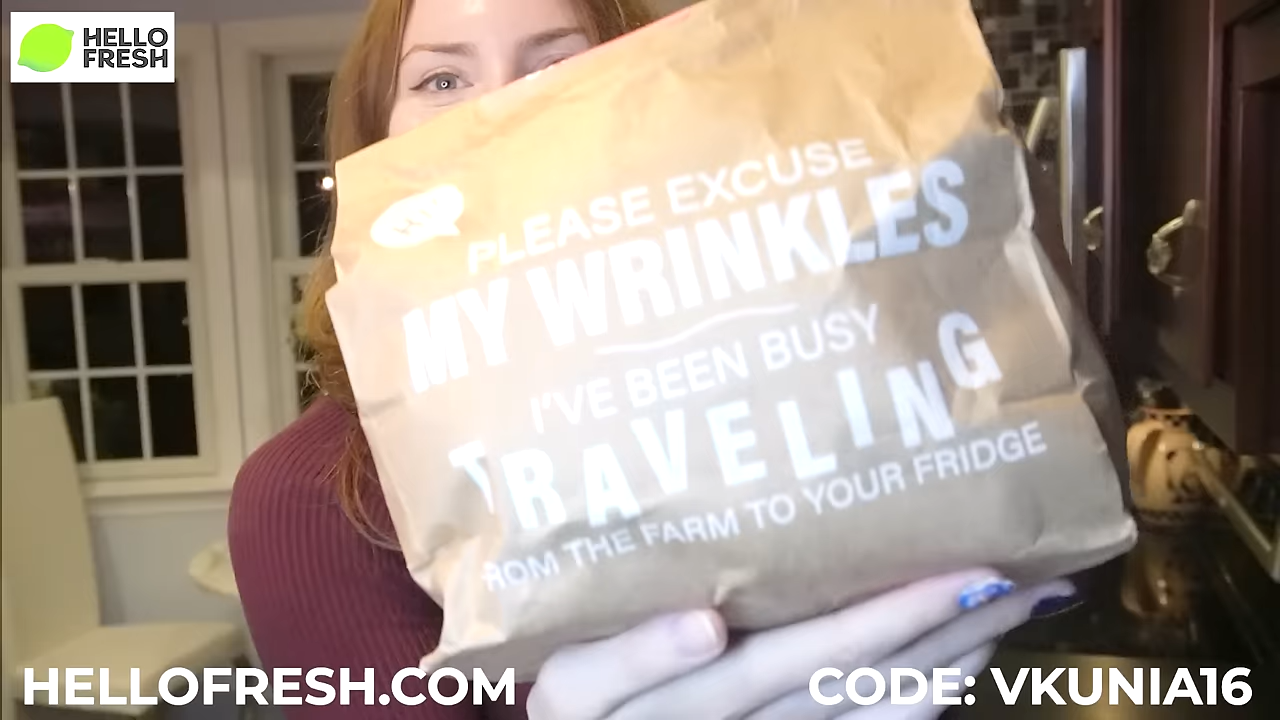 HELLO
FRESH
PLEASE EXCUSE
MY WRINKLES
I'VE BEEN BUSY
TRAVELING
ROM THE FARM TO YOUR FRIDGE
HELLOFRESH.COM
CODE: VKUNIA16